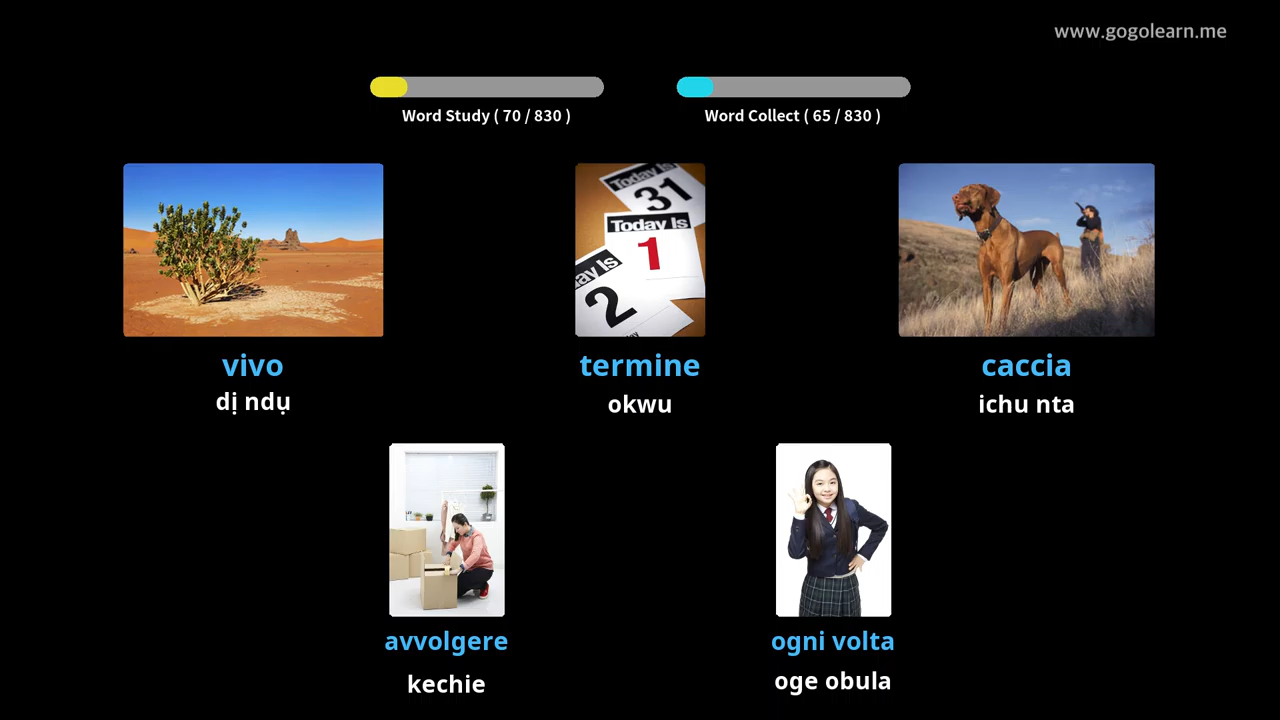 www.gogolearn.me
Word Study ( 70 / 830 )
Word Collect ( 65 / 830 )
Today Is
31
Today Is
1
ay Is
2
vivo
termine
caccia
dị ndụ
okwu
ichu nta
avvolgere
ogni volta
kechie
oge obula